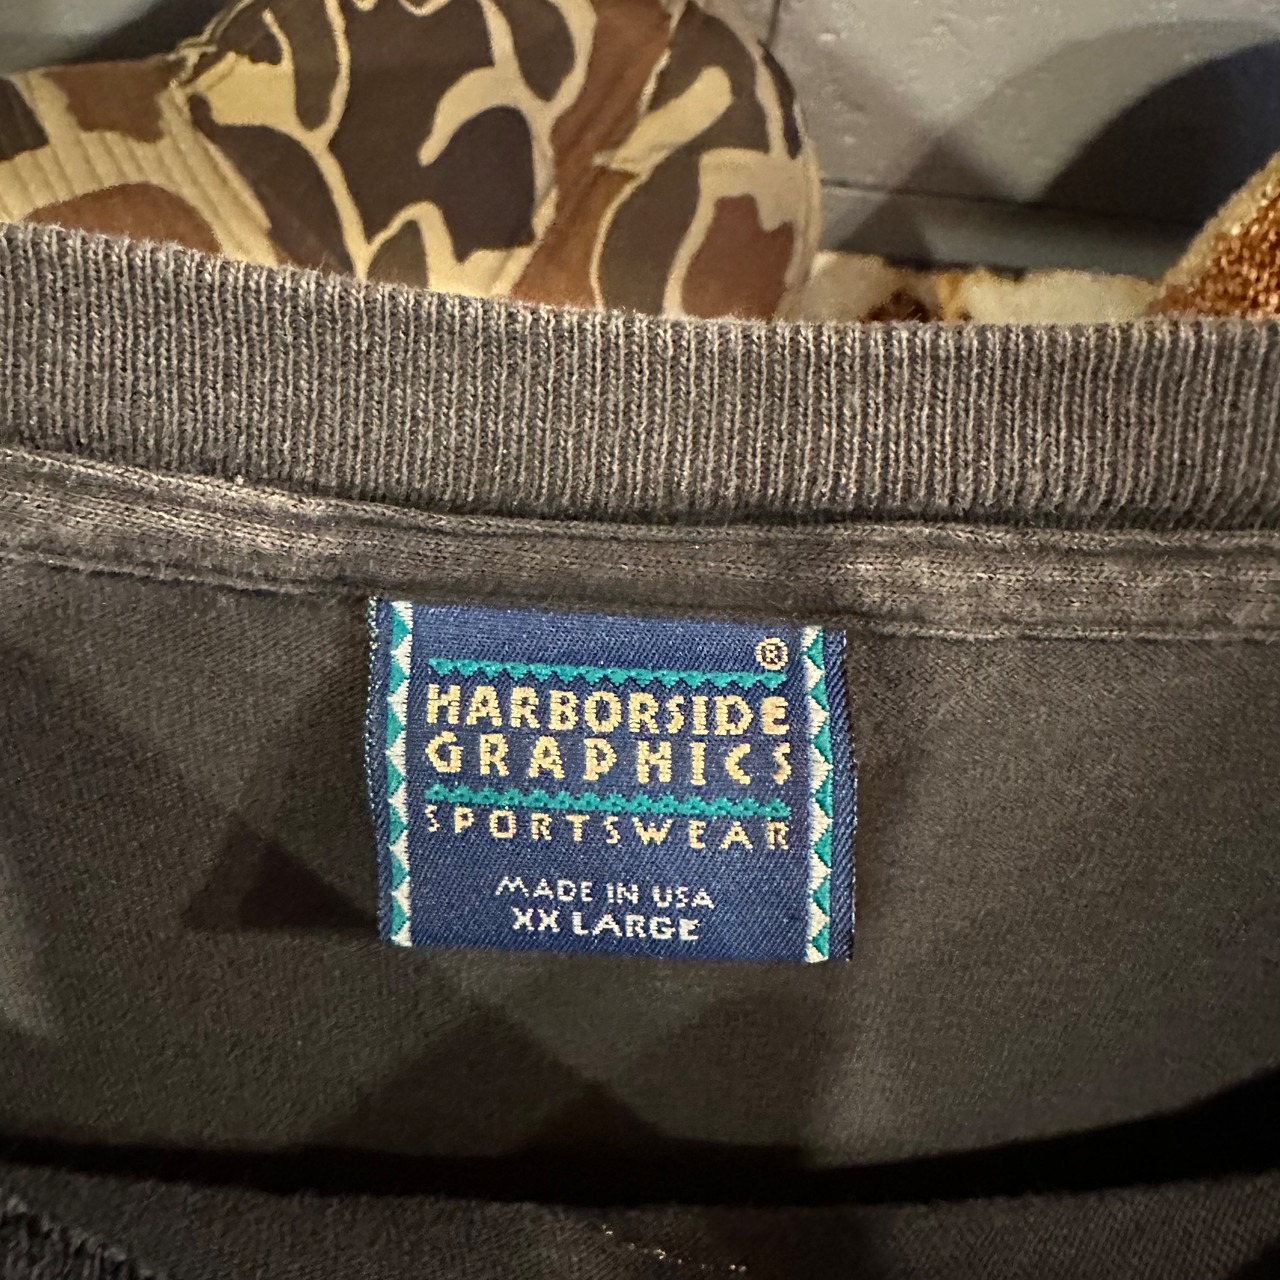 ®
HARBORSIDE
GRAPHICS
SPORTSWEAR
MADE IN USA
XX LARGE